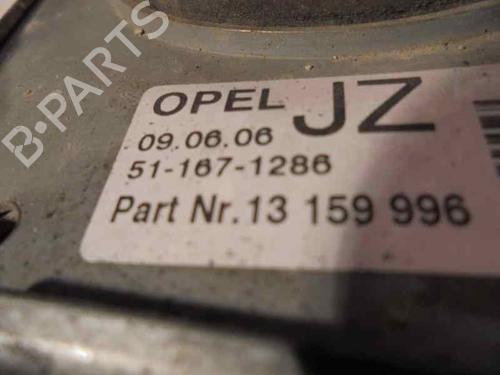 B-PARTS
OPEL JZ
09.06.06
51-167-1286
Part Nr.13 159 996